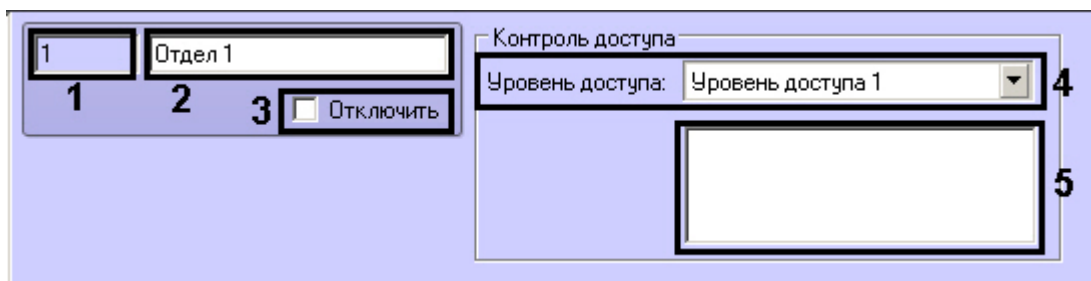 1
Отдел 1
1
2
3
Отключить
Контроль доступа
Уровень доступа:
Уровень доступа 1
4
5